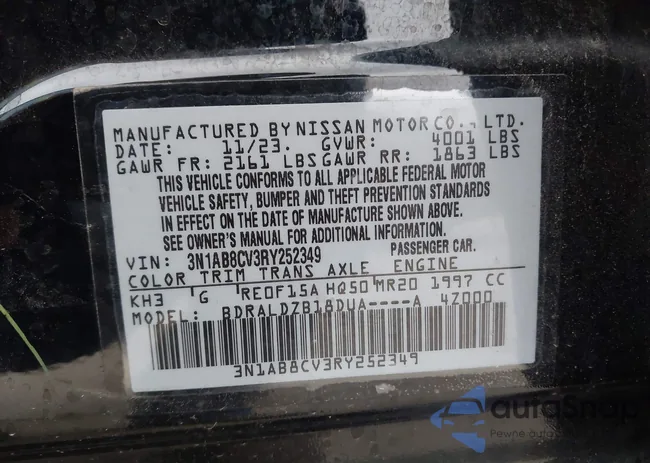 MANUFACTURED BY NISSAN MOTOR CO., LTD.
DATE: 11/23. GVWR: 4001 LBS
GAWR FR: 2161 LBS GAWR RR: 1863 LBS
THIS VEHICLE CONFORMS TO ALL APPLICABLE FEDERAL MOTOR
VEHICLE SAFETY, BUMPER AND THEFT PREVENTION STANDARDS
IN EFFECT ON THE DATE OF MANUFACTURE SHOWN ABOVE.
SEE OWNER'S MANUAL FOR ADDITIONAL INFORMATION.
VIN: 3N1AB8CV3RY252349 PASSENGER CAR.
COLOR TRIM TRANS AXLE ENGINE
KH3 G RE0F15A HQ50 MR20 1997 CC
MODEL: BDRALDZB18DUA----A 4Z000
3N1AB8CV3RY252349
autoSnap
Pewne auto